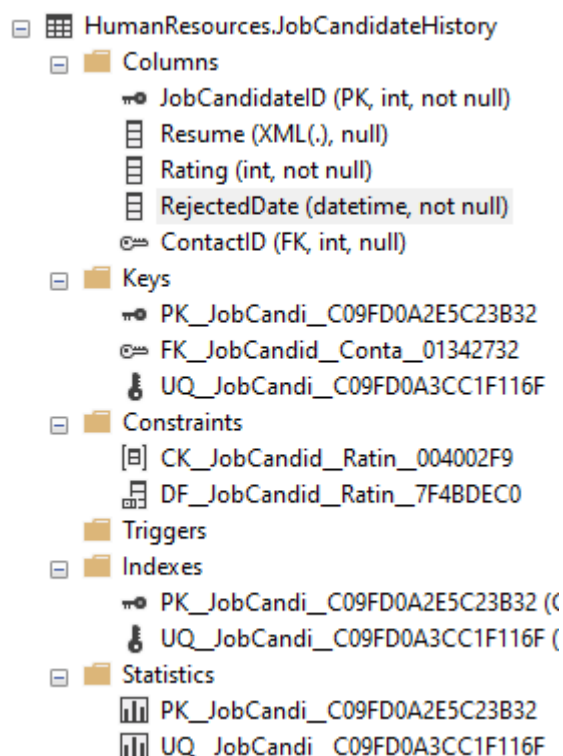 HumanResources.JobCandidateHistory
Columns
JobCandidateID (PK, int, not null)
Resume (XML(.), null)
Rating (int, not null)
RejectedDate (datetime, not null)
ContactID (FK, int, null)
Keys
PK__JobCandi__C09FD0A2E5C23B32
FK__JobCandid__Conta__01342732
UQ__JobCandi__C09FD0A3CC1F116F
Constraints
CK__JobCandid__Ratin__004002F9
DF__JobCandid__Ratin__7F4BDEC0
Triggers
Indexes
PK__JobCandi__C09FD0A2E5C23B32 (C
UQ__JobCandi__C09FD0A3CC1F116F (
Statistics
PK__JobCandi__C09FD0A2E5C23B32
UQ__JobCandi__C09FD0A3CC1F116F